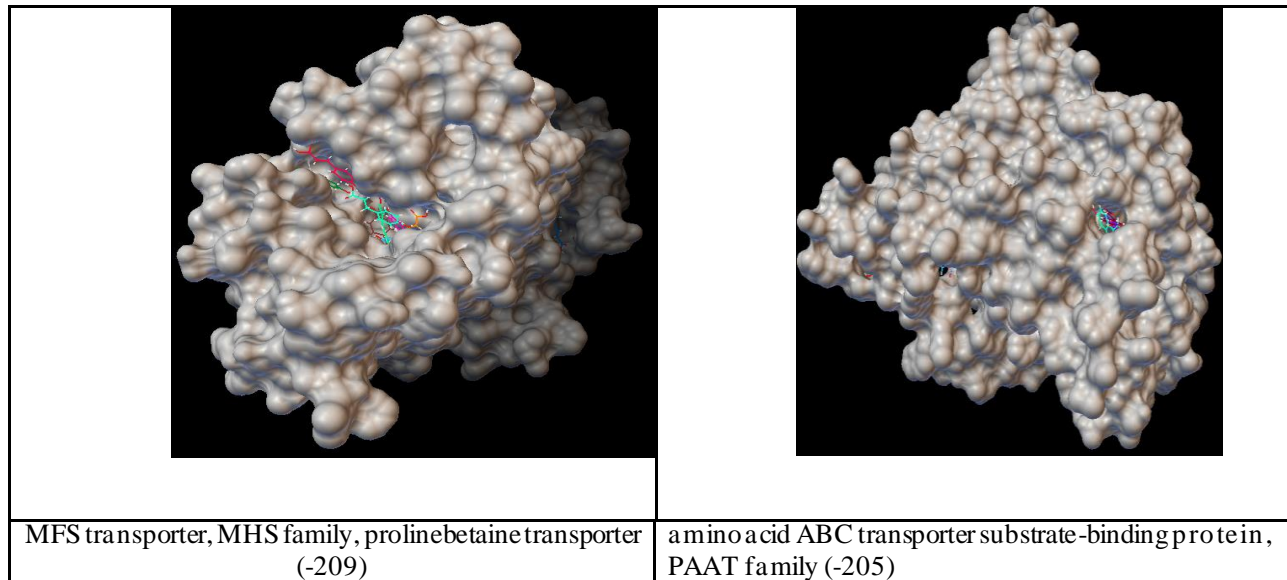 MFS transporter, MHS family, prolinebetaine transporter
(-209)
amino acid ABC transporter substrate-binding protein,
PAAT family (-205)